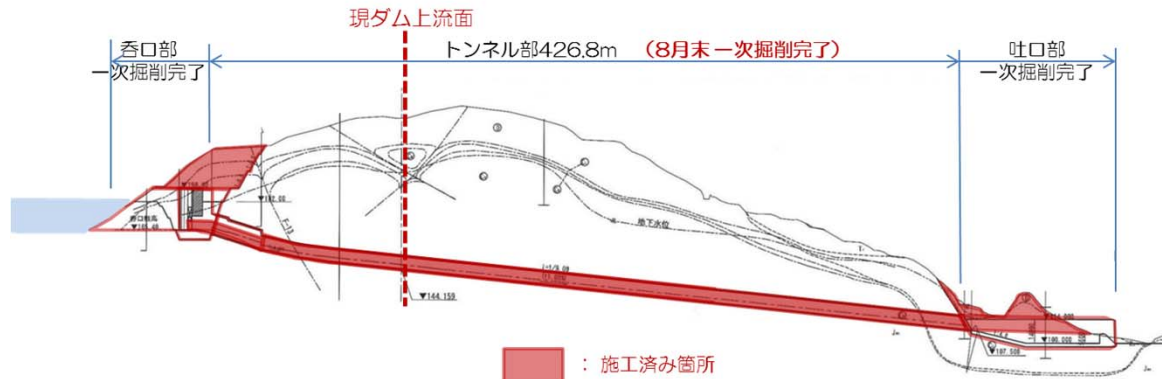 現ダム上流面
呑口部
一次掘削完了
トンネル部426.8m （8月末 一次掘削完了）
吐口部
一次掘削完了
F-13
地下水位
▼144.159
： 施工済み箇所